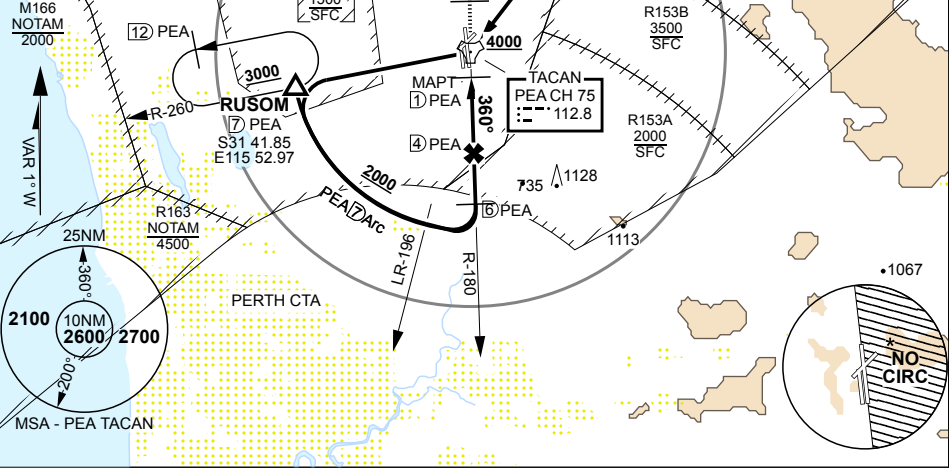 M166
NOTAM
2000
12 PEA
1500
SFC
4000
R153B
3500
SFC
3000
RUSOM
7 PEA
S31 41.85
E115 52.97
R-260
MAPT
1 PEA
360°
TACAN
PEA CH 75
112.8
R153A
2000
SFC
4 PEA
VAR 1° W
2000
PEA 7 Arc
735
1128
6 PEA
1113
R163
NOTAM
4500
LR-196
R-180
1067
25NM
360°
2100
10NM
2600
2700
200°
MSA - PEA TACAN
PERTH CTA
*
NO
CIRC